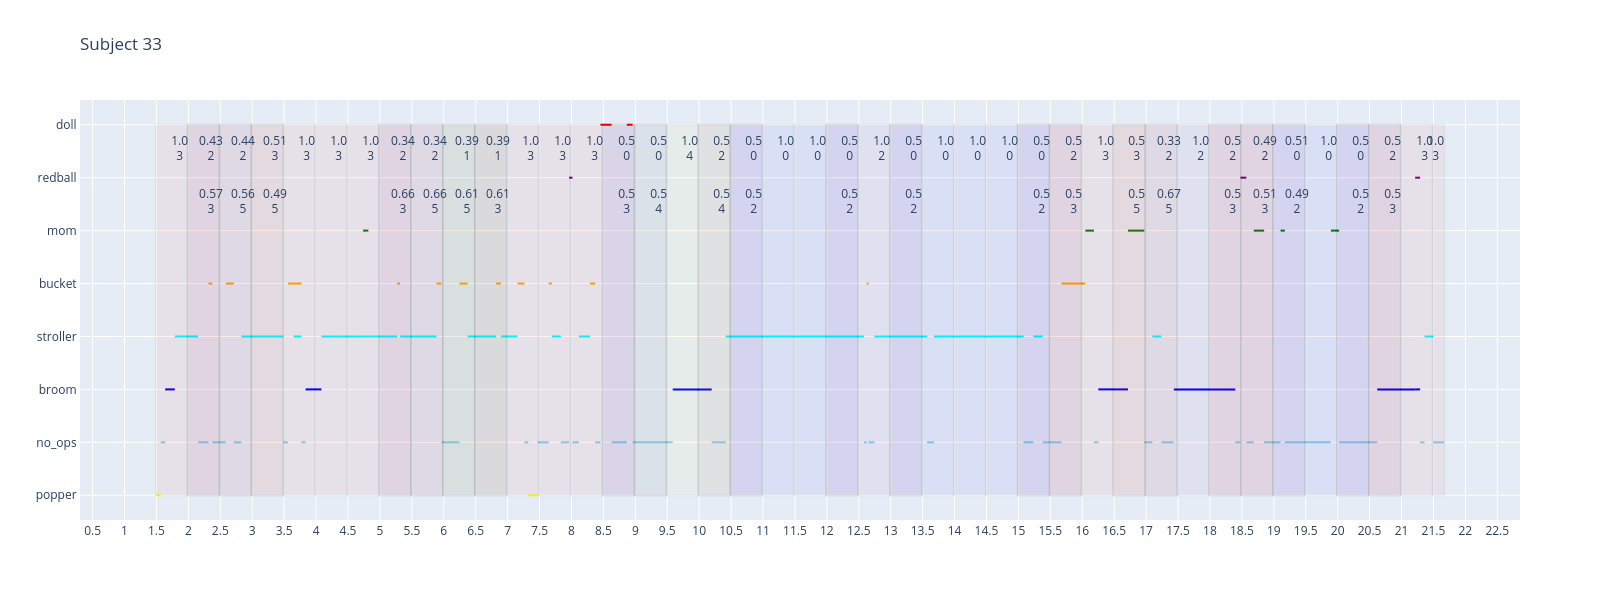 Subject 33
doll
1.0 0.43 0.44 0.51 1.0 1.0 1.0 0.34 0.34 0.39 0.39 1.0 1.0 1.0 0.5 0.5 1.0 0.5 0.5 1.0 1.0 0.5 1.0 0.5 1.0 1.0 1.0 0.5 0.5 1.0 0.5 0.33 1.0 0.5 0.49 0.51 1.0 0.5 0.5 1.0 1.0
3 2 2 3 3 3 3 2 2 1 1 3 3 3 0 0 4 2 0 0 0 0 2 0 0 0 0 0 2 3 3 2 2 2 2 0 0 0 2 3 3
redball
0.57 0.56 0.49 0.66 0.66 0.61 0.61 0.5 0.5 0.5 0.5 0.5 0.5 0.5 0.5 0.5 0.67 0.5 0.51 0.49 0.5 0.5
3 5 5 3 5 5 3 3 4 4 2 2 2 2 3 5 5 3 3 2 2 3
mom
bucket
stroller
broom
no_ops
popper
0.5 1 1.5 2 2.5 3 3.5 4 4.5 5 5.5 6 6.5 7 7.5 8 8.5 9 9.5 10 10.5 11 11.5 12 12.5 13 13.5 14 14.5 15 15.5 16 16.5 17 17.5 18 18.5 19 19.5 20 20.5 21 21.5 22 22.5